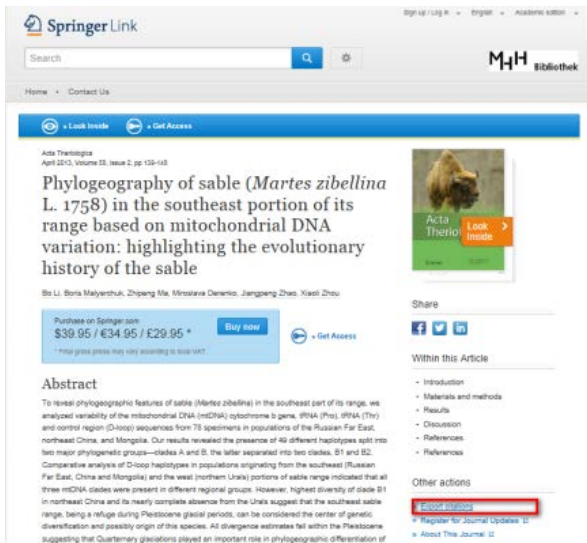 Sign up / Log in English Academic edition
Springer Link
Search
MHH Bibliothek
Home • Contact Us
» Look Inside » Get Access
Acta Theriologica
April 2013, Volume 58, Issue 2, pp 139-148
Phylogeography of sable (Martes zibellina
L. 1758) in the southeast portion of its
range based on mitochondrial DNA
variation: highlighting the evolutionary
history of the sable
Bo Li, Boris Malyarchuk, Zhipeng Ma, Miroslava Derenko, Jiangpeng Zhao, Xiaoli Zhou
Purchase on Springer.com
$39.95 / €34.95 / £29.95 *
Buy now
* Final gross prices may vary according to local VAT.
» Get Access
Abstract
To reveal phylogeographic features of sable (Martes zibellina) in the southeast part of its range, we
analyzed variability of the mitochondrial DNA (mtDNA) cytochrome b gene, tRNA (Pro), tRNA (Thr)
and control region (D-loop) sequences from 78 specimens in populations of the Russian Far East,
northeast China, and Mongolia. Our results revealed the presence of 49 different haplotypes split into
two major phylogenetic groups—clades A and B, the latter separated into two clades, B1 and B2.
Comparative analysis of D-loop haplotypes in populations originating from the southeast (Russian
Far East, China and Mongolia) and the west (northern Urals) portions of sable range indicated that all
three mtDNA clades were present in different regional groups. However, highest diversity of clade B1
in northeast China and its nearly complete absence from the Urals suggest that the southeast sable
range, being a refuge during Pleistocene glacial periods, can be considered the center of genetic
diversification and possibly origin of this species. All divergence estimates fall within the Pleistocene
suggesting that Quaternary glaciations played an important role in phylogeographic differentiation of
Acta
Theriol
Look
Inside
Share
Within this Article
• Introduction
• Materials and methods
• Results
• Discussion
• References
• References
Other actions
» Export citations
» Register for Journal Updates
» About This Journal